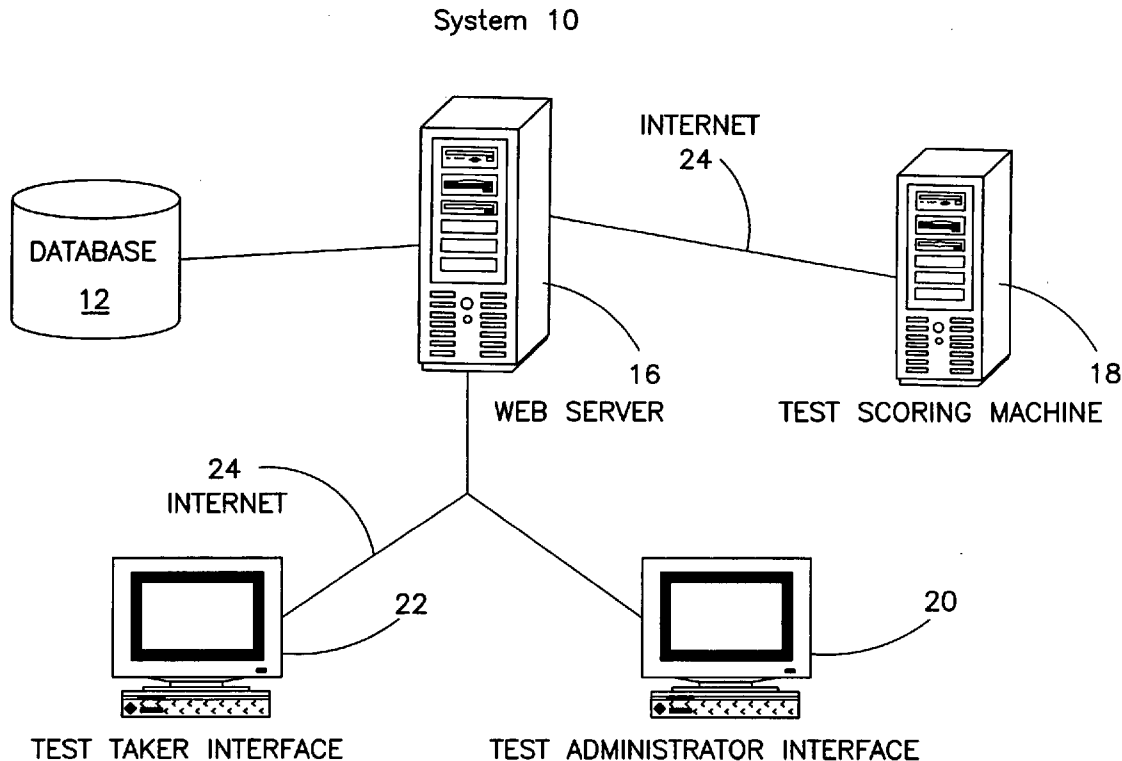 System 10
INTERNET
24
DATABASE
12
16
WEB SERVER
18
TEST SCORING MACHINE
24
INTERNET
22
20
TEST TAKER INTERFACE
TEST ADMINISTRATOR INTERFACE